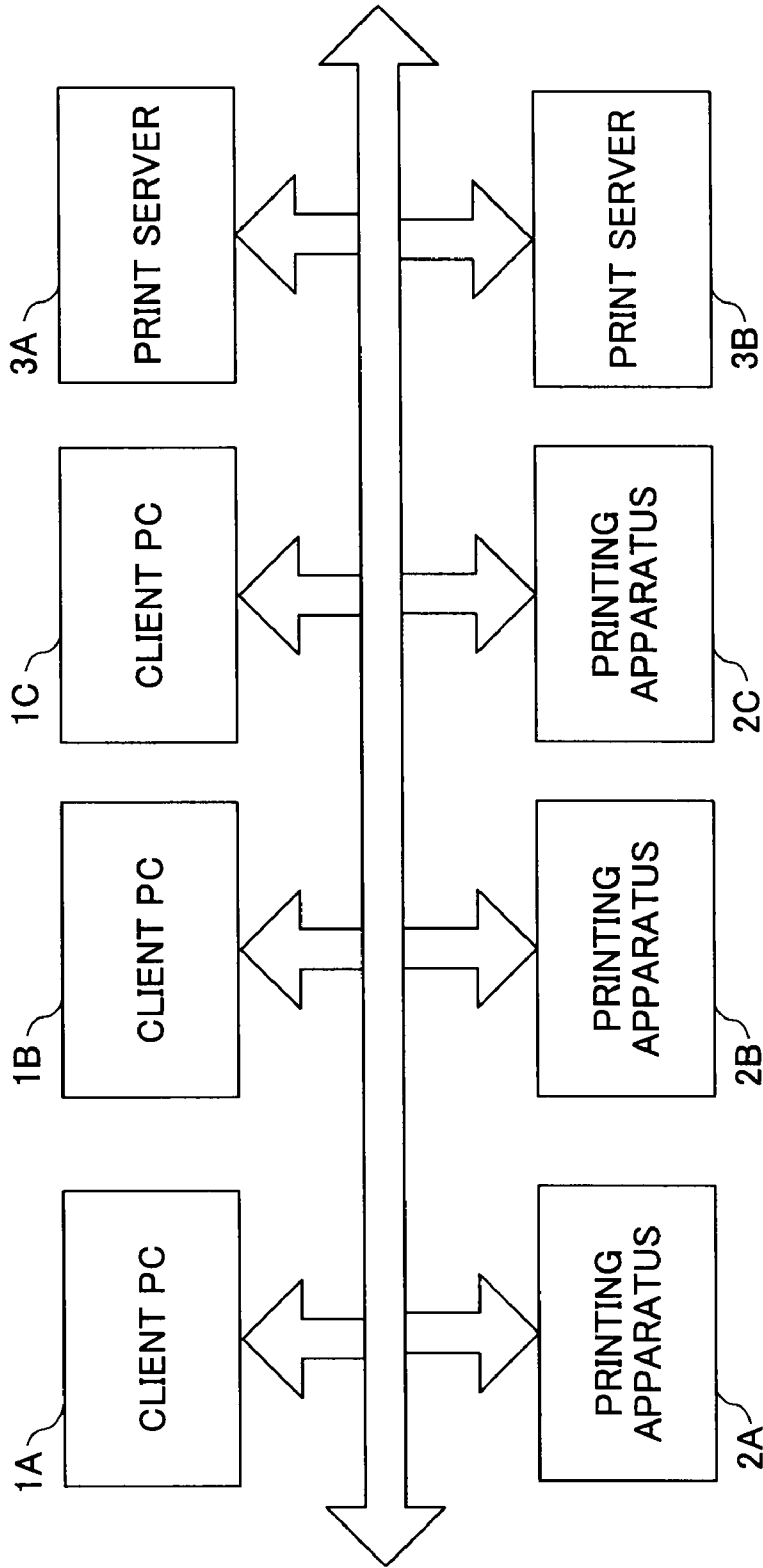 1A
CLIENT PC
1B
CLIENT PC
1C
CLIENT PC
3A
PRINT SERVER
PRINTING
APPARATUS
2A
PRINTING
APPARATUS
2B
PRINTING
APPARATUS
2C
PRINT SERVER
3B